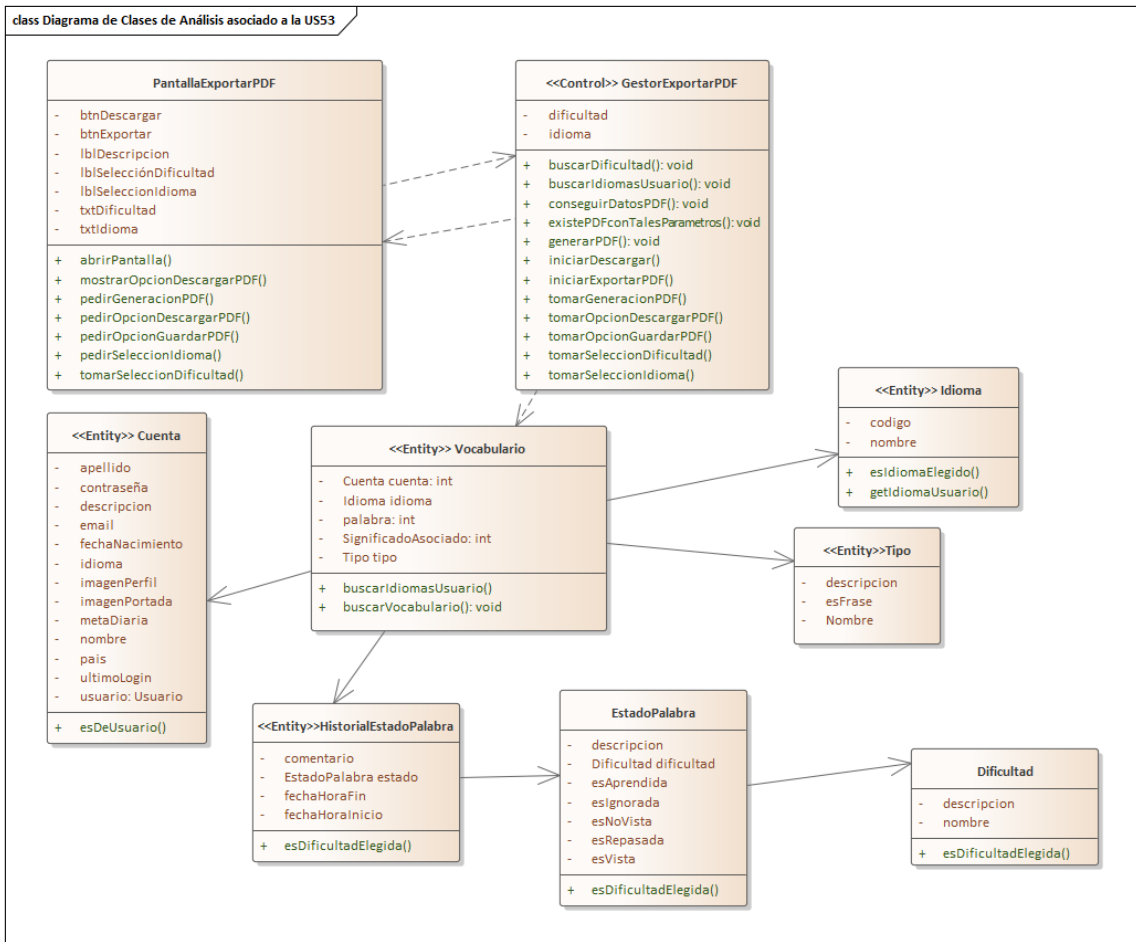 class Diagrama de Clases de Análisis asociado a la US53
PantallaExportarPDF
- btnDescargar
- btnExportar
- lblDescripcion
- lblSelecciónDificultad
- lblSeleccionIdioma
- txtDificultad
- txtIdioma
+ abrirPantalla()
+ mostrarOpcionDescargarPDF()
+ pedirGeneracionPDF()
+ pedirOpcionDescargarPDF()
+ pedirOpcionGuardarPDF()
+ pedirSeleccionIdioma()
+ tomarSeleccionDificultad()
<<Control>> GestorExportarPDF
- dificultad
- idioma
+ buscarDificultad(): void
+ buscarIdiomasUsuario(): void
+ conseguirDatosPDF(): void
+ existePDFconTalesParametros(): void
+ generarPDF(): void
+ iniciarDescargar()
+ iniciarExportarPDF()
+ tomarGeneracionPDF()
+ tomarOpcionDescargarPDF()
+ tomarOpcionGuardarPDF()
+ tomarSeleccionDificultad()
+ tomarSeleccionIdioma()
<<Entity>> Idioma
- codigo
- nombre
+ esIdiomaElegido()
+ getIdiomaUsuario()
<<Entity>> Cuenta
- apellido
- contraseña
- descripcion
- email
- fechaNacimiento
- idioma
- imagenPerfil
- imagenPortada
- metaDiaria
- nombre
- pais
- ultimoLogin
- usuario: Usuario
+ esDeUsuario()
<<Entity>> Vocabulario
- Cuenta cuenta: int
- Idioma idioma
- palabra: int
- SignificadoAsociado: int
- Tipo tipo
+ buscarIdiomasUsuario()
+ buscarVocabulario(): void
<<Entity>>Tipo
- descripcion
- esFrase
- Nombre
<<Entity>>HistorialEstadoPalabra
- comentario
- EstadoPalabra estado
- fechaHoraFin
- fechaHoraInicio
+ esDificultadElegida()
EstadoPalabra
- descripcion
- Dificultad dificultad
- esAprendida
- esIgnorada
- esNoVista
- esRepasada
- esVista
+ esDificultadElegida()
Dificultad
- descripcion
- nombre
+ esDificultadElegida()